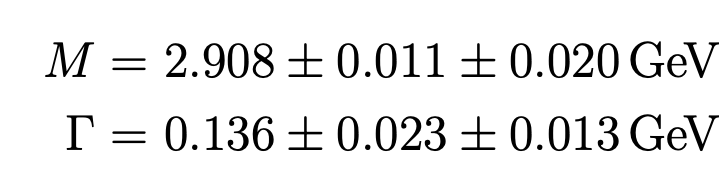 M = 2.908 ± 0.011 ± 0.020 GeV
Γ = 0.136 ± 0.023 ± 0.013 GeV